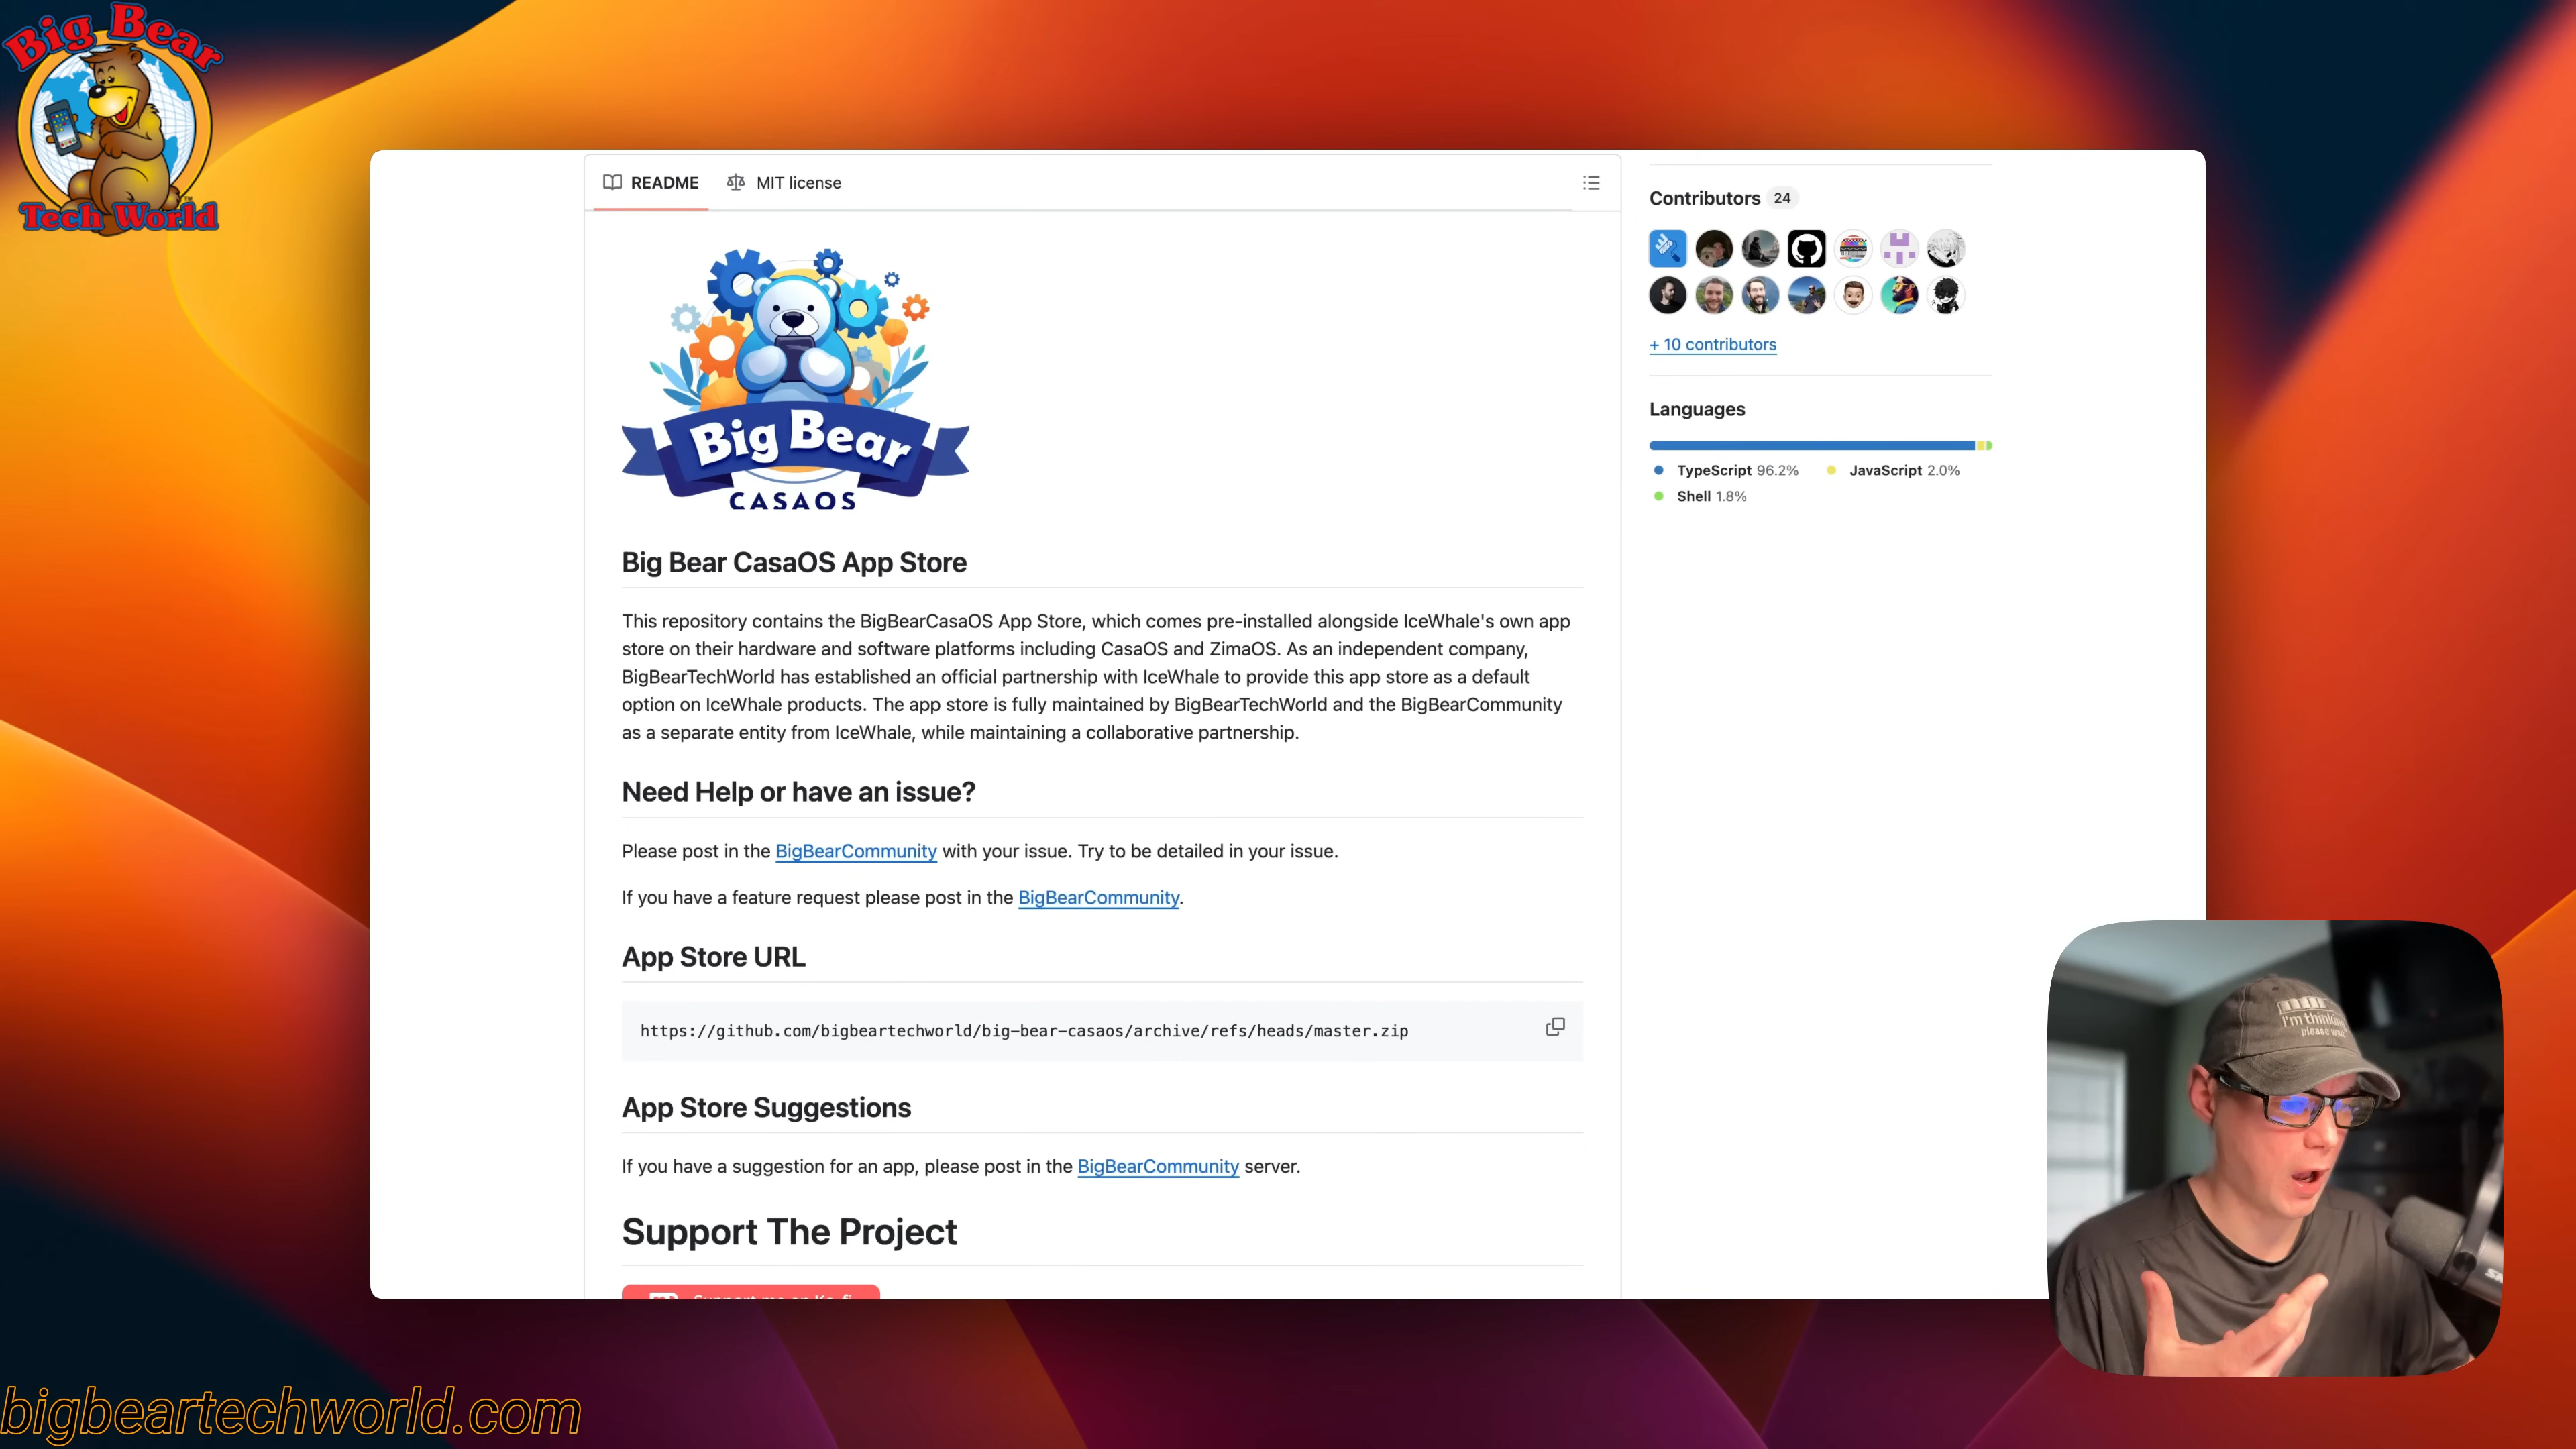 Big Bear
Tech World
README
MIT license
Big Bear
CASAOS
Big Bear CasaOS App Store
This repository contains the BigBearCasaOS App Store, which comes pre-installed alongside IceWhale's own app
store on their hardware and software platforms including CasaOS and ZimaOS. As an independent company,
BigBearTechWorld has established an official partnership with IceWhale to provide this app store as a default
option on IceWhale products. The app store is fully maintained by BigBearTechWorld and the BigBearCommunity
as a separate entity from IceWhale, while maintaining a collaborative partnership.
Need Help or have an issue?
Please post in the BigBearCommunity with your issue. Try to be detailed in your issue.
If you have a feature request please post in the BigBearCommunity.
App Store URL
https://github.com/bigbeartechworld/big-bear-casaos/archive/refs/heads/master.zip
App Store Suggestions
If you have a suggestion for an app, please post in the BigBearCommunity server.
Support The Project
Support me on Ko-fi
Contributors 24
+ 10 contributors
Languages
TypeScript 96.2%
JavaScript 2.0%
Shell 1.8%
I'm thinking
please wait
bigbeartechworld.com